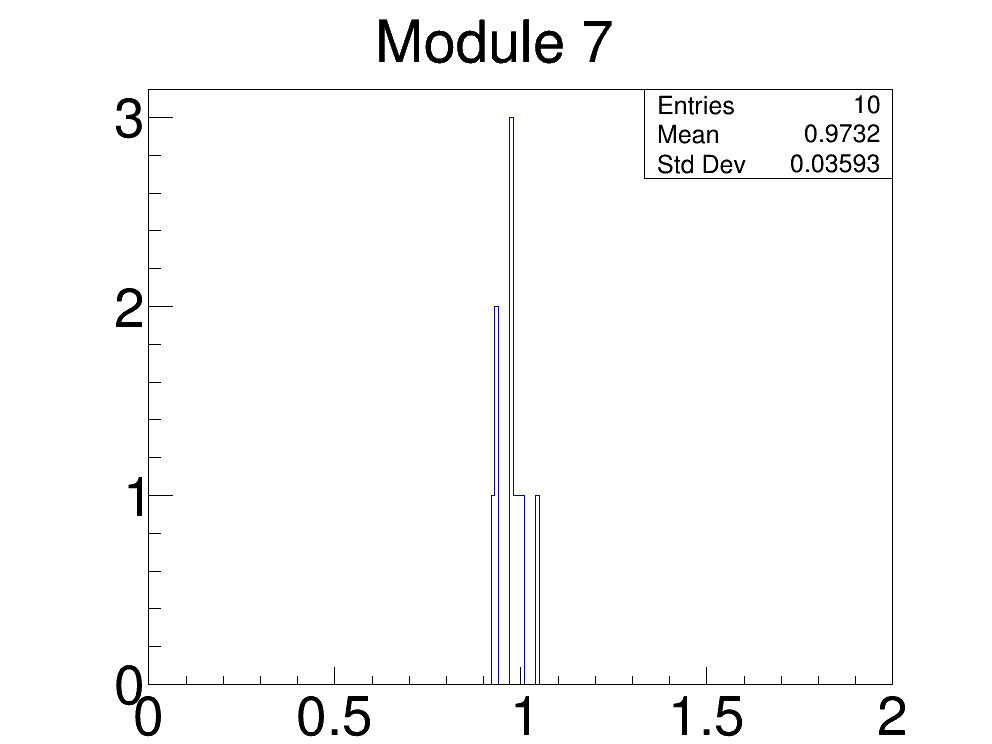 Module 7
Entries 10
Mean 0.9732
Std Dev 0.03593
3
2
1
0
0 0.5 1 1.5 2